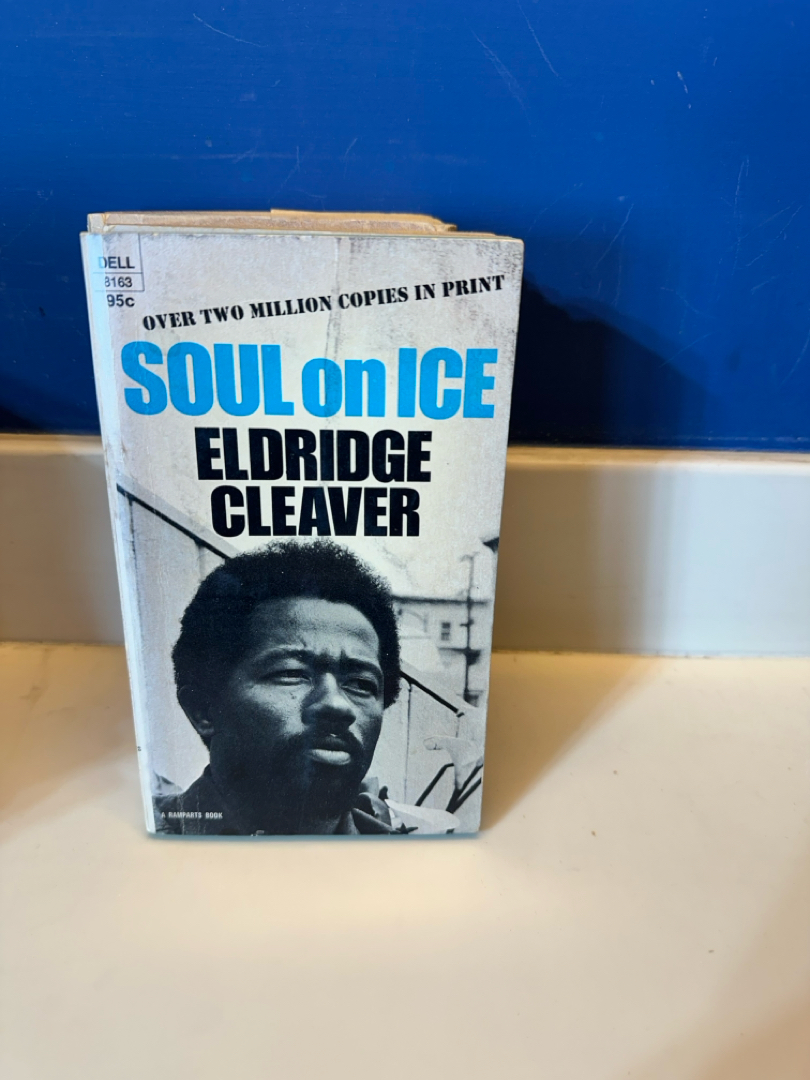 DELL
8163
95c
OVER TWO MILLION COPIES IN PRINT
SOUL on ICE
ELDRIDGE
CLEAVER
A RAMPARTS BOOK